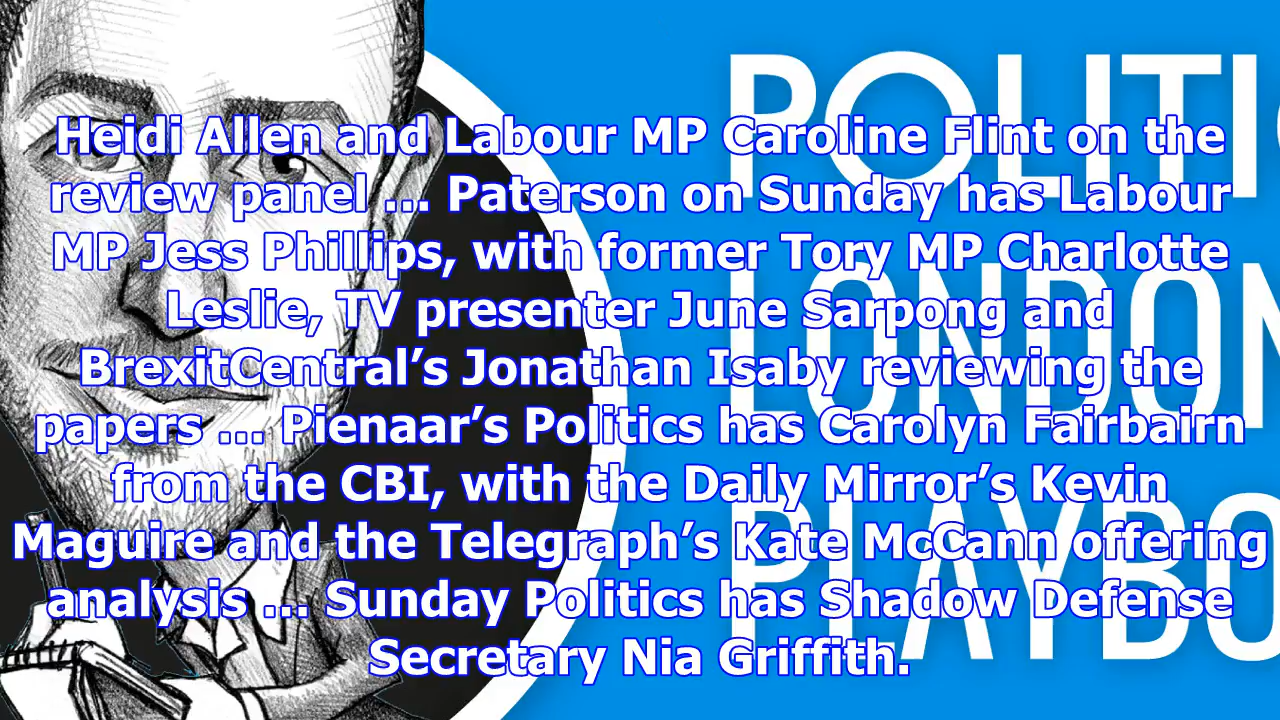 POLITI
LONDON
PLAYBO
Heidi Allen and Labour MP Caroline Flint on the
review panel … Paterson on Sunday has Labour
MP Jess Phillips, with former Tory MP Charlotte
Leslie, TV presenter June Sarpong and
BrexitCentral’s Jonathan Isaby reviewing the
papers … Pienaar’s Politics has Carolyn Fairbairn
from the CBI, with the Daily Mirror’s Kevin
Maguire and the Telegraph’s Kate McCann offering
analysis … Sunday Politics has Shadow Defense
Secretary Nia Griffith.